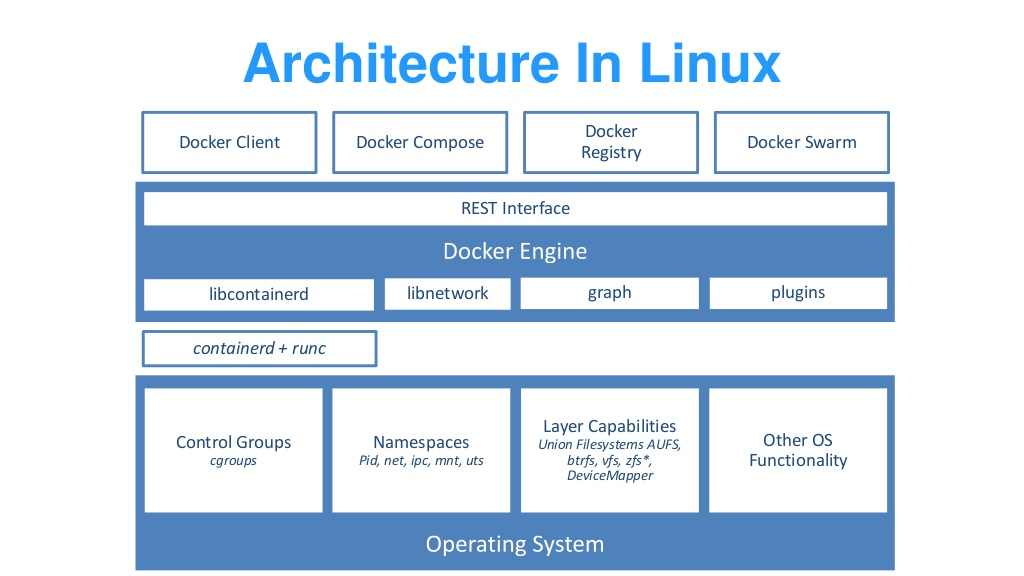 Architecture In Linux
Docker Client
Docker Compose
Docker
Registry
Docker Swarm
REST Interface
Docker Engine
libcontainerd
libnetwork
graph
plugins
containerd + runc
Control Groups
cgroups
Namespaces
Pid, net, ipc, mnt, uts
Layer Capabilities
Union Filesystems AUFS,
btrfs, vfs, zfs*,
DeviceMapper
Other OS
Functionality
Operating System